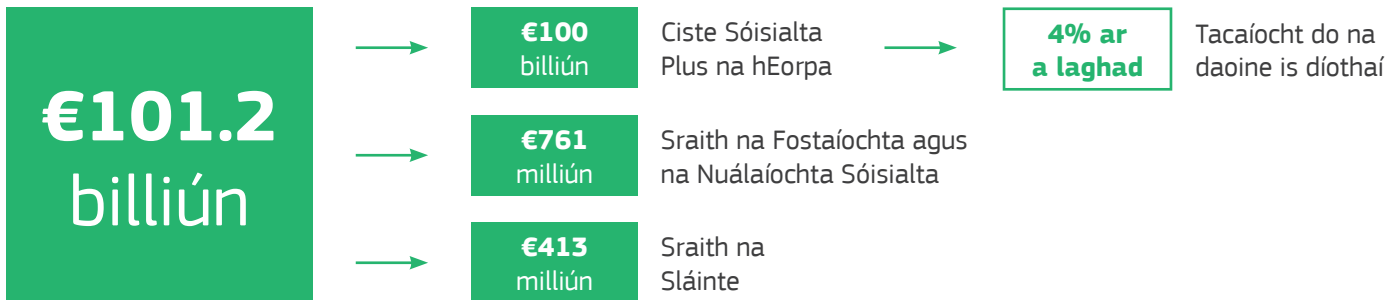 €101.2
billiún
€100
billiún
Ciste Sóisialta
Plus na hEorpa
4% ar
a laghad
Tacaíocht do na
daoine is díothaí
€761
milliún
Sraith na Fostaíochta agus
na Nuálaíochta Sóisialta
€413
milliún
Sraith na
Sláinte